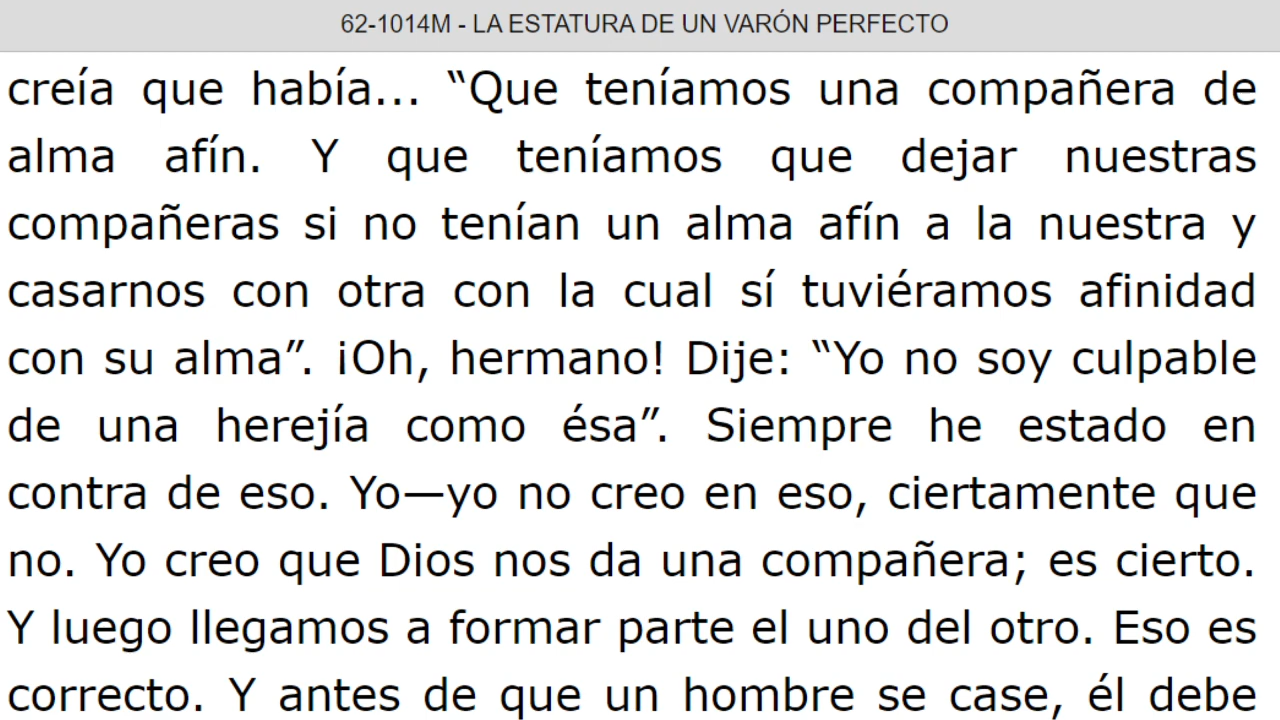 62-1014M - LA ESTATURA DE UN VARÓN PERFECTO
creía que había... “Que teníamos una compañera de
alma afín. Y que teníamos que dejar nuestras
compañeras si no tenían un alma afín a la nuestra y
casarnos con otra con la cual sí tuviéramos afinidad
con su alma”. ¡Oh, hermano! Dije: “Yo no soy culpable
de una herejía como ésa”. Siempre he estado en
contra de eso. Yo—yo no creo en eso, ciertamente que
no. Yo creo que Dios nos da una compañera; es cierto.
Y luego llegamos a formar parte el uno del otro. Eso es
correcto. Y antes de que un hombre se case, él debe